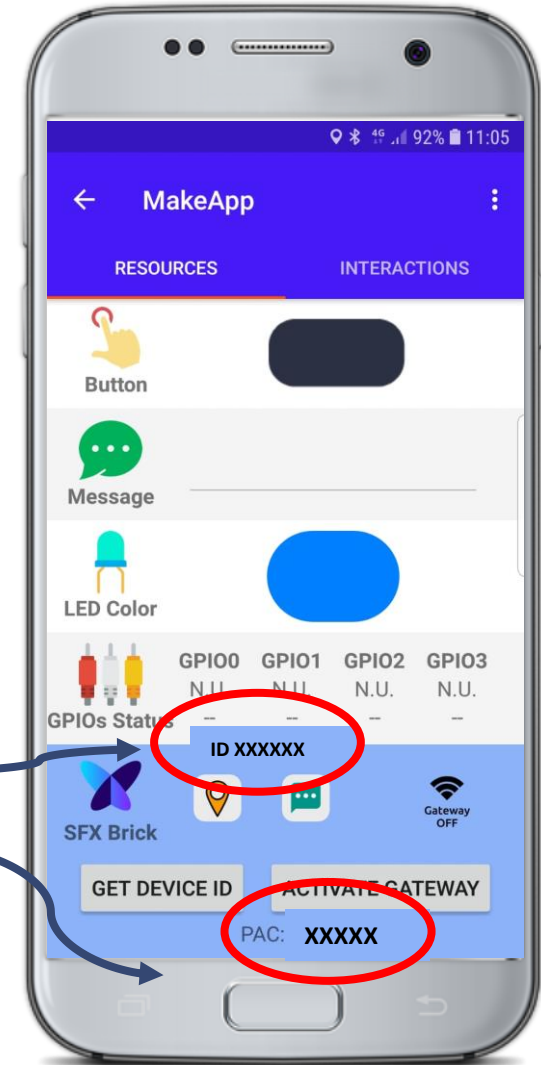 4G 92% 11:05
MakeApp
RESOURCES INTERACTIONS
Button
Message
LED Color
GPIO0 GPIO1 GPIO2 GPIO3
N.U. N.U. N.U. N.U.
GPIOs Status -- -- -- --
ID XXXXXX
Gateway
OFF
SFX Brick
GET DEVICE ID ACTIVATE GATEWAY
PAC: XXXXX